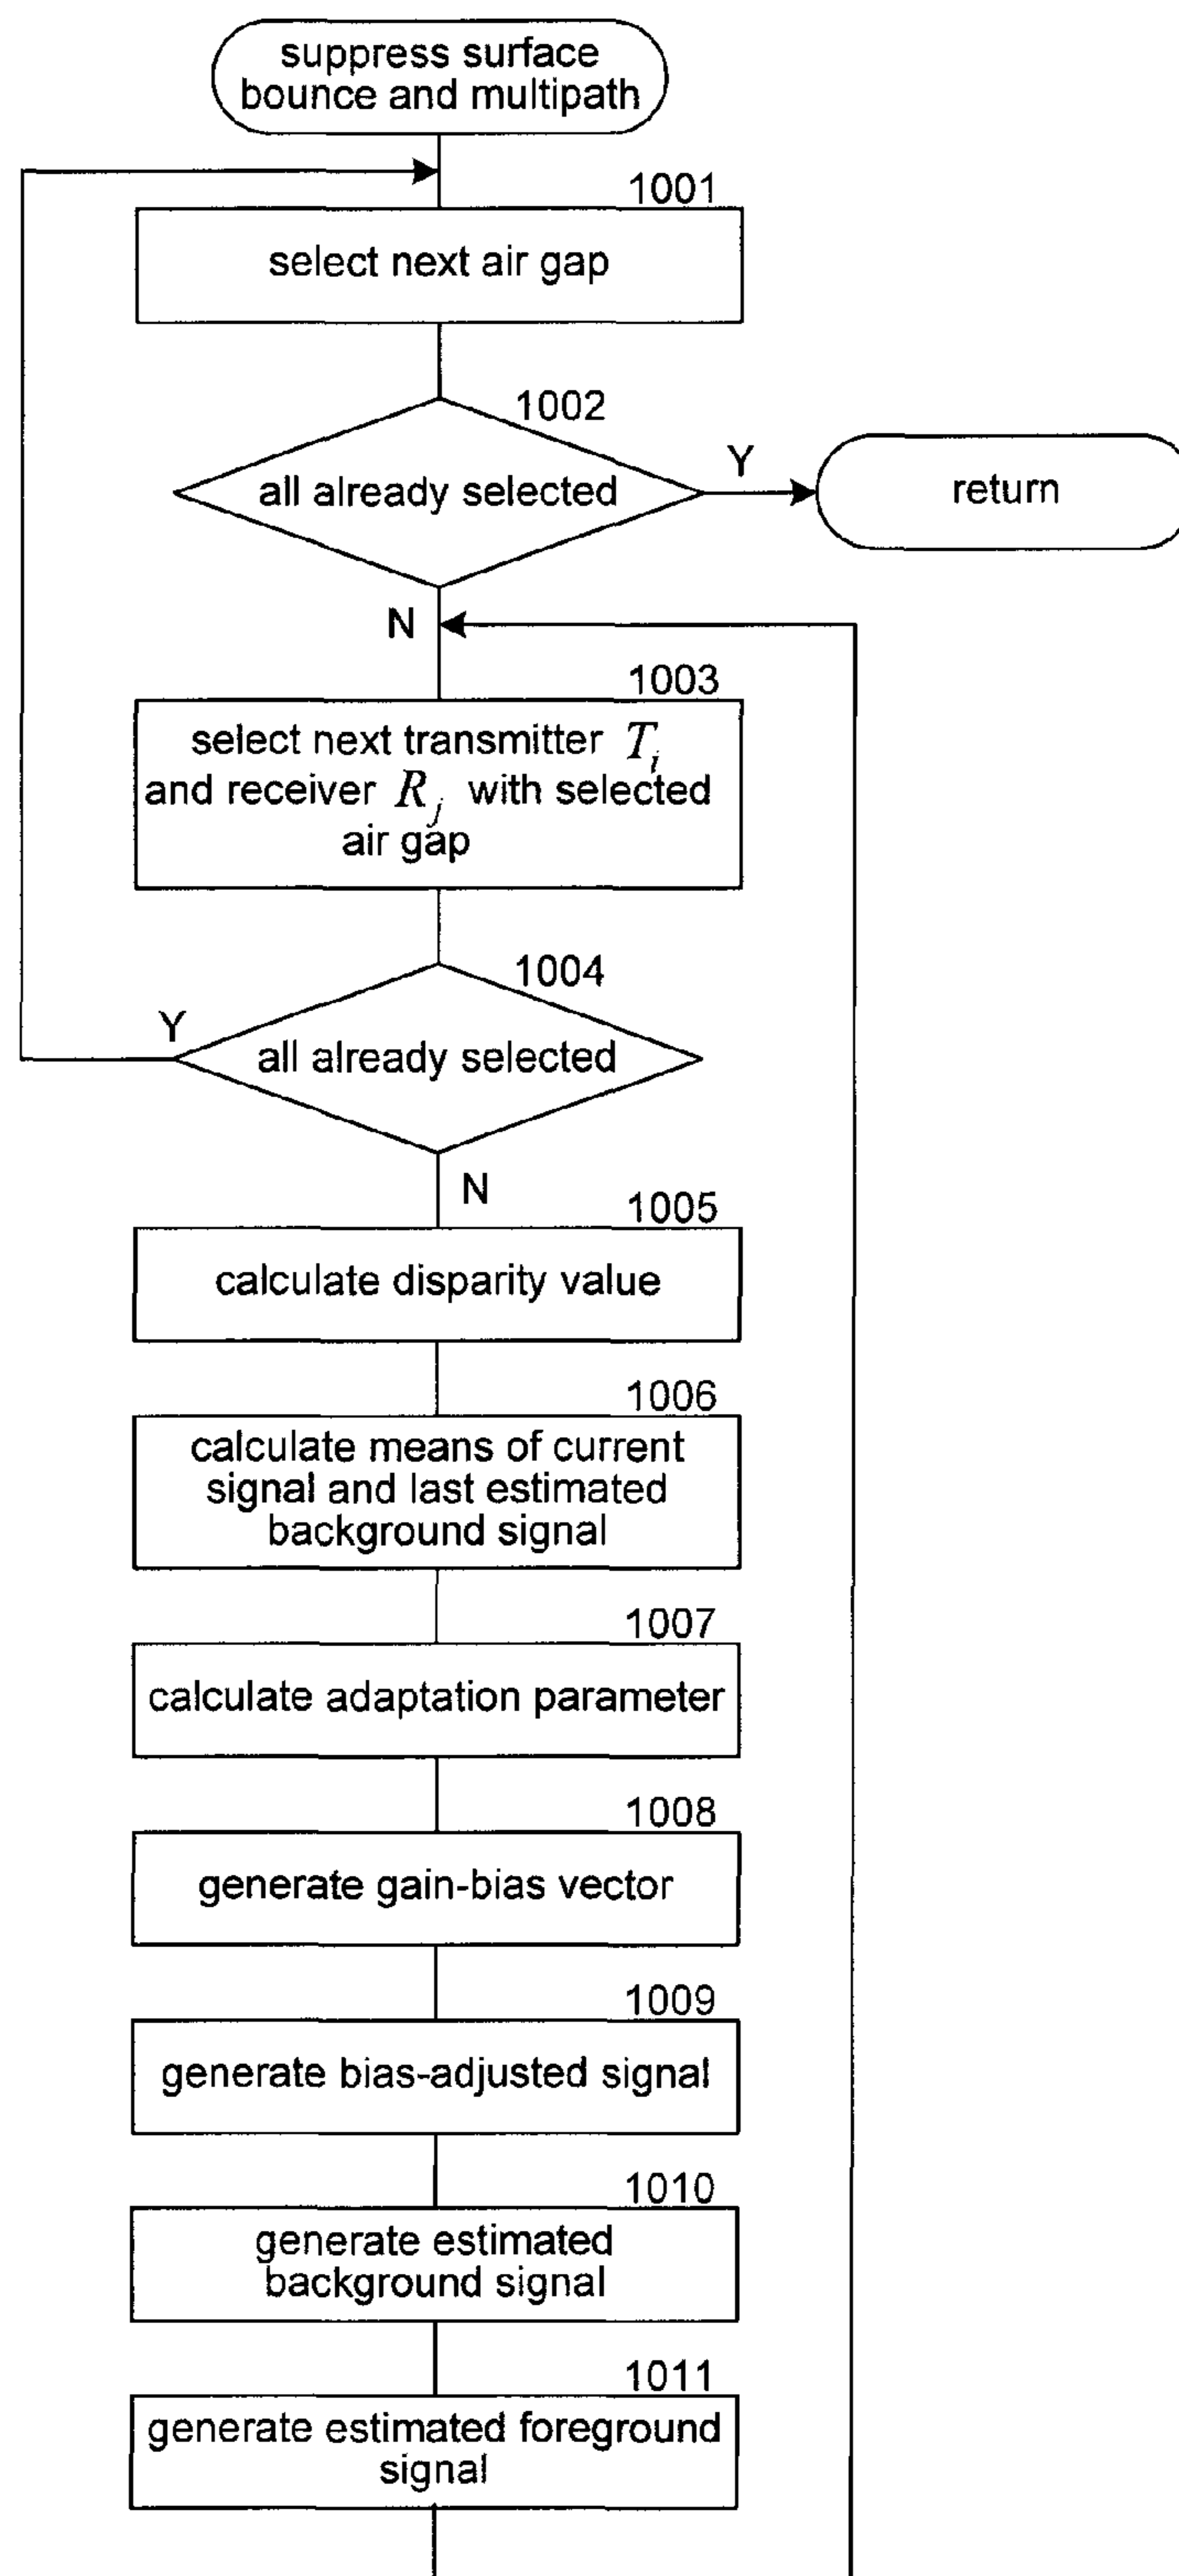 suppress surface
bounce and multipath
1001
select next air gap
1002
all already selected
Y
return
N
1003
select next transmitter T_i
and receiver R_j with selected
air gap
1004
Y
all already selected
N
1005
calculate disparity value
1006
calculate means of current
signal and last estimated
background signal
1007
calculate adaptation parameter
1008
generate gain-bias vector
1009
generate bias-adjusted signal
1010
generate estimated
background signal
1011
generate estimated foreground
signal